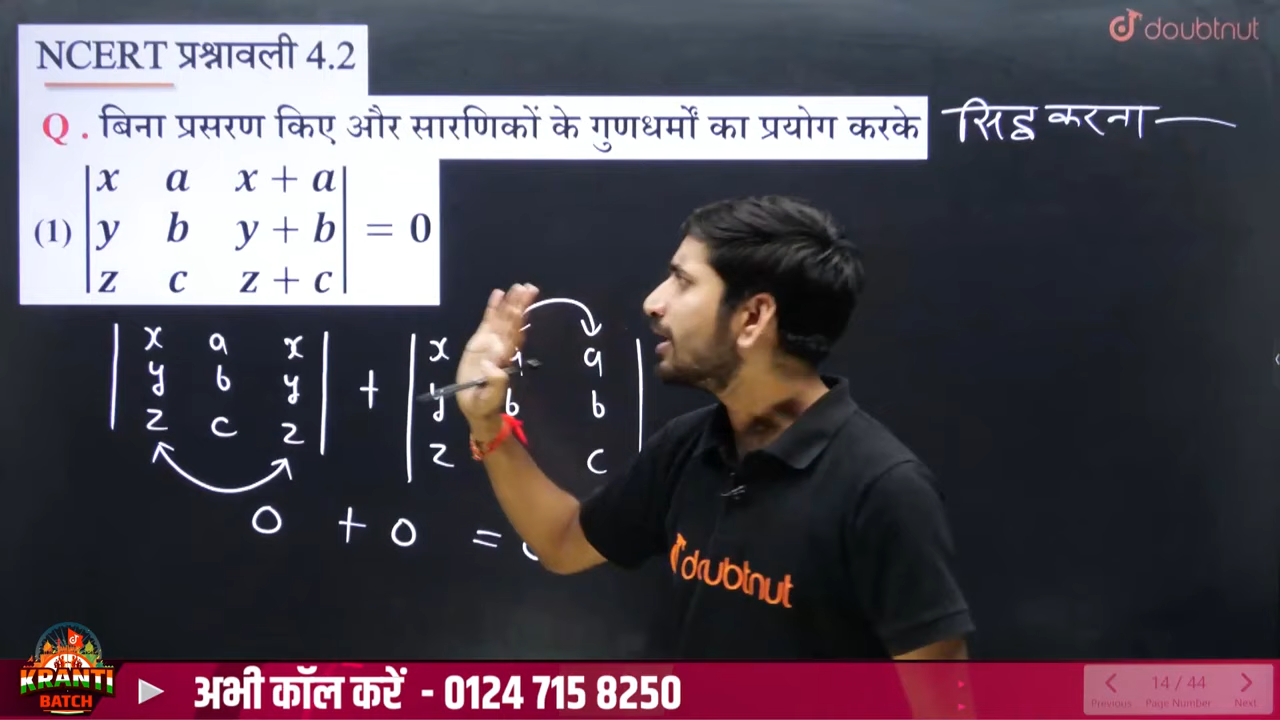 doubtnut
NCERT प्रश्नावली 4.2
Q . बिना प्रसरण किए और सारणिकों के गुणधर्मों का प्रयोग करके सिद्ध करना —
x a x + a
(1) y b y + b = 0
z c z + c
x a x
y b y
z c z
+
x a
y b b
z c
0 + 0 =
doubtnut
KRANTI
BATCH
अभी कॉल करें - 0124 715 8250
14 / 44
Previous Page Number Next